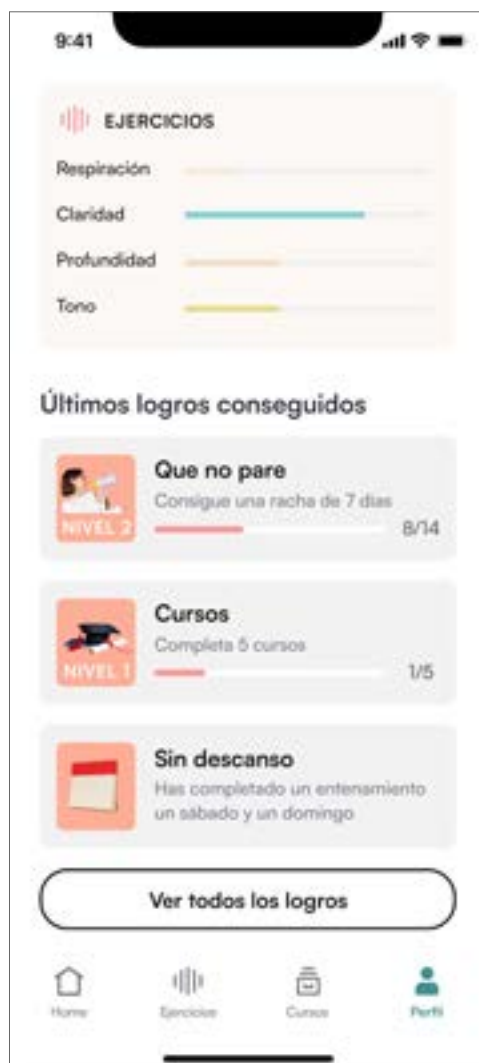 9:41
EJERCICIOS
Respiración
Claridad
Profundidad
Tono
Últimos logros conseguidos
Que no pare
Consigue una racha de 7 días
NIVEL 2
8/14
Cursos
Completa 5 cursos
NIVEL 1
1/5
Sin descanso
Has completado un entenamiento
un sábado y un domingo
Ver todos los logros
Home
Ejercicios
Cursos
Perfil